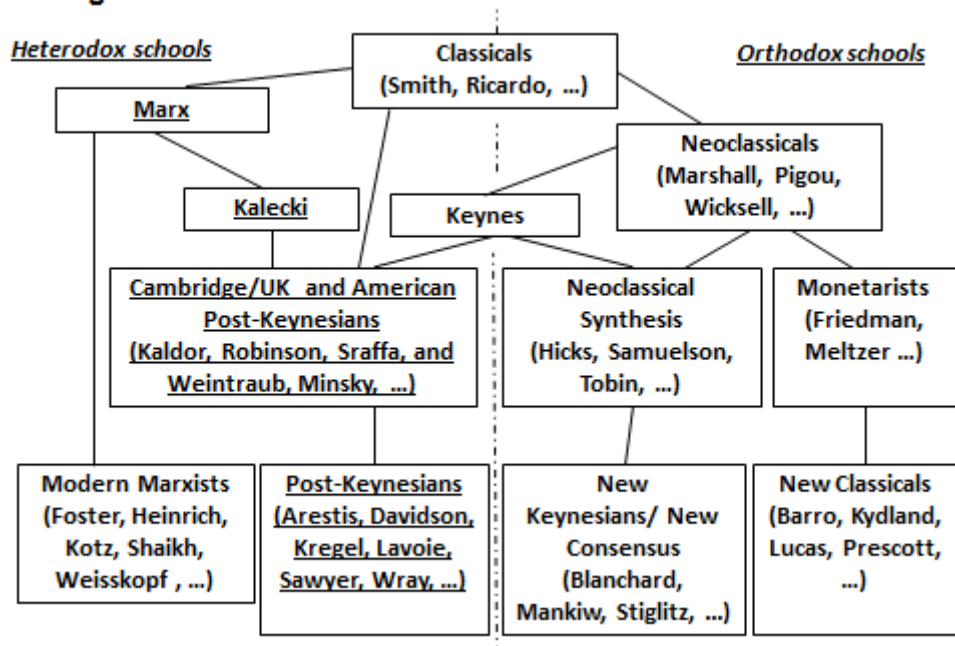 Heterodox schools
Classicals
(Smith, Ricardo, …)
Orthodox schools
Marx
Neoclassicals
(Marshall, Pigou,
Wicksell, …)
Kalecki
Keynes
Cambridge/UK and American
Post-Keynesians
(Kaldor, Robinson, Sraffa, and
Weintraub, Minsky, …)
Neoclassical
Synthesis
(Hicks, Samuelson,
Tobin, …)
Monetarists
(Friedman,
Meltzer …)
Modern Marxists
(Foster, Heinrich,
Kotz, Shaikh,
Weisskopf , …)
Post-Keynesians
(Arestis, Davidson,
Kregel, Lavoie,
Sawyer, Wray, …)
New
Keynesians/ New
Consensus
(Blanchard,
Mankiw, Stiglitz, …)
New Classicals
(Barro, Kydland,
Lucas, Prescott,
…)